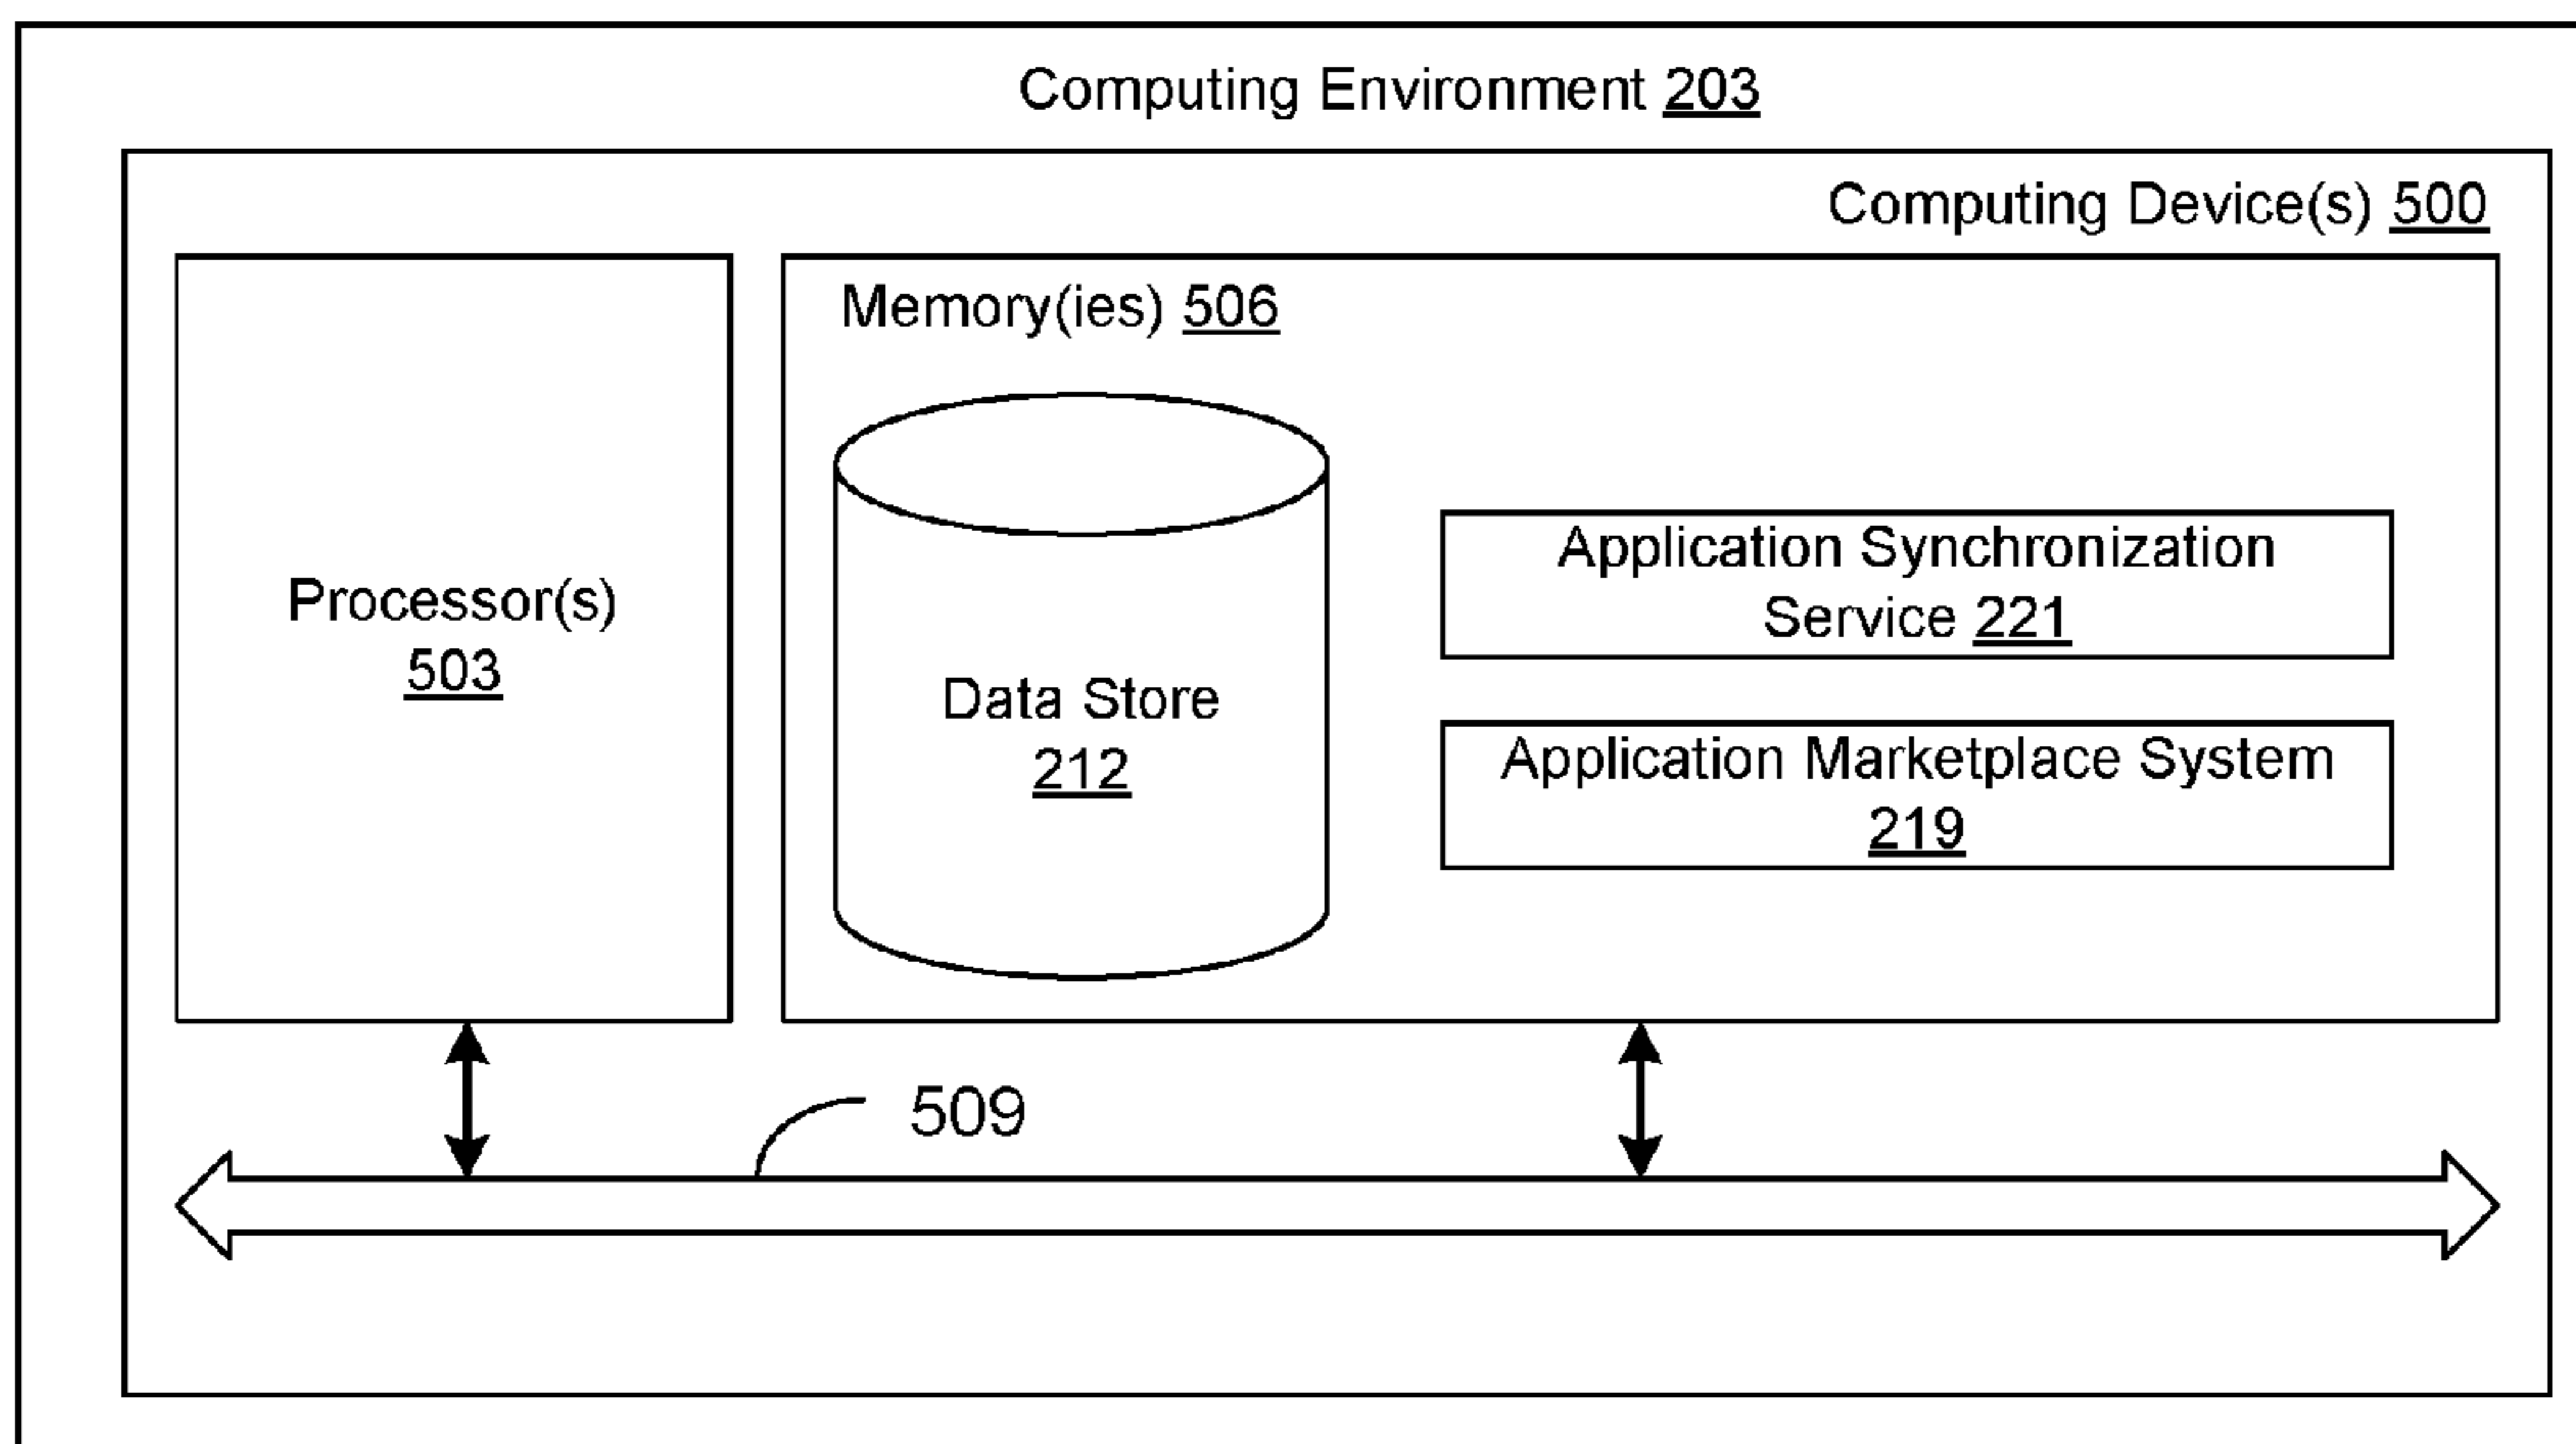 Computing Environment 203
Computing Device(s) 500
Memory(ies) 506
Processor(s)
503
Data Store
212
Application Synchronization
Service 221
Application Marketplace System
219
509